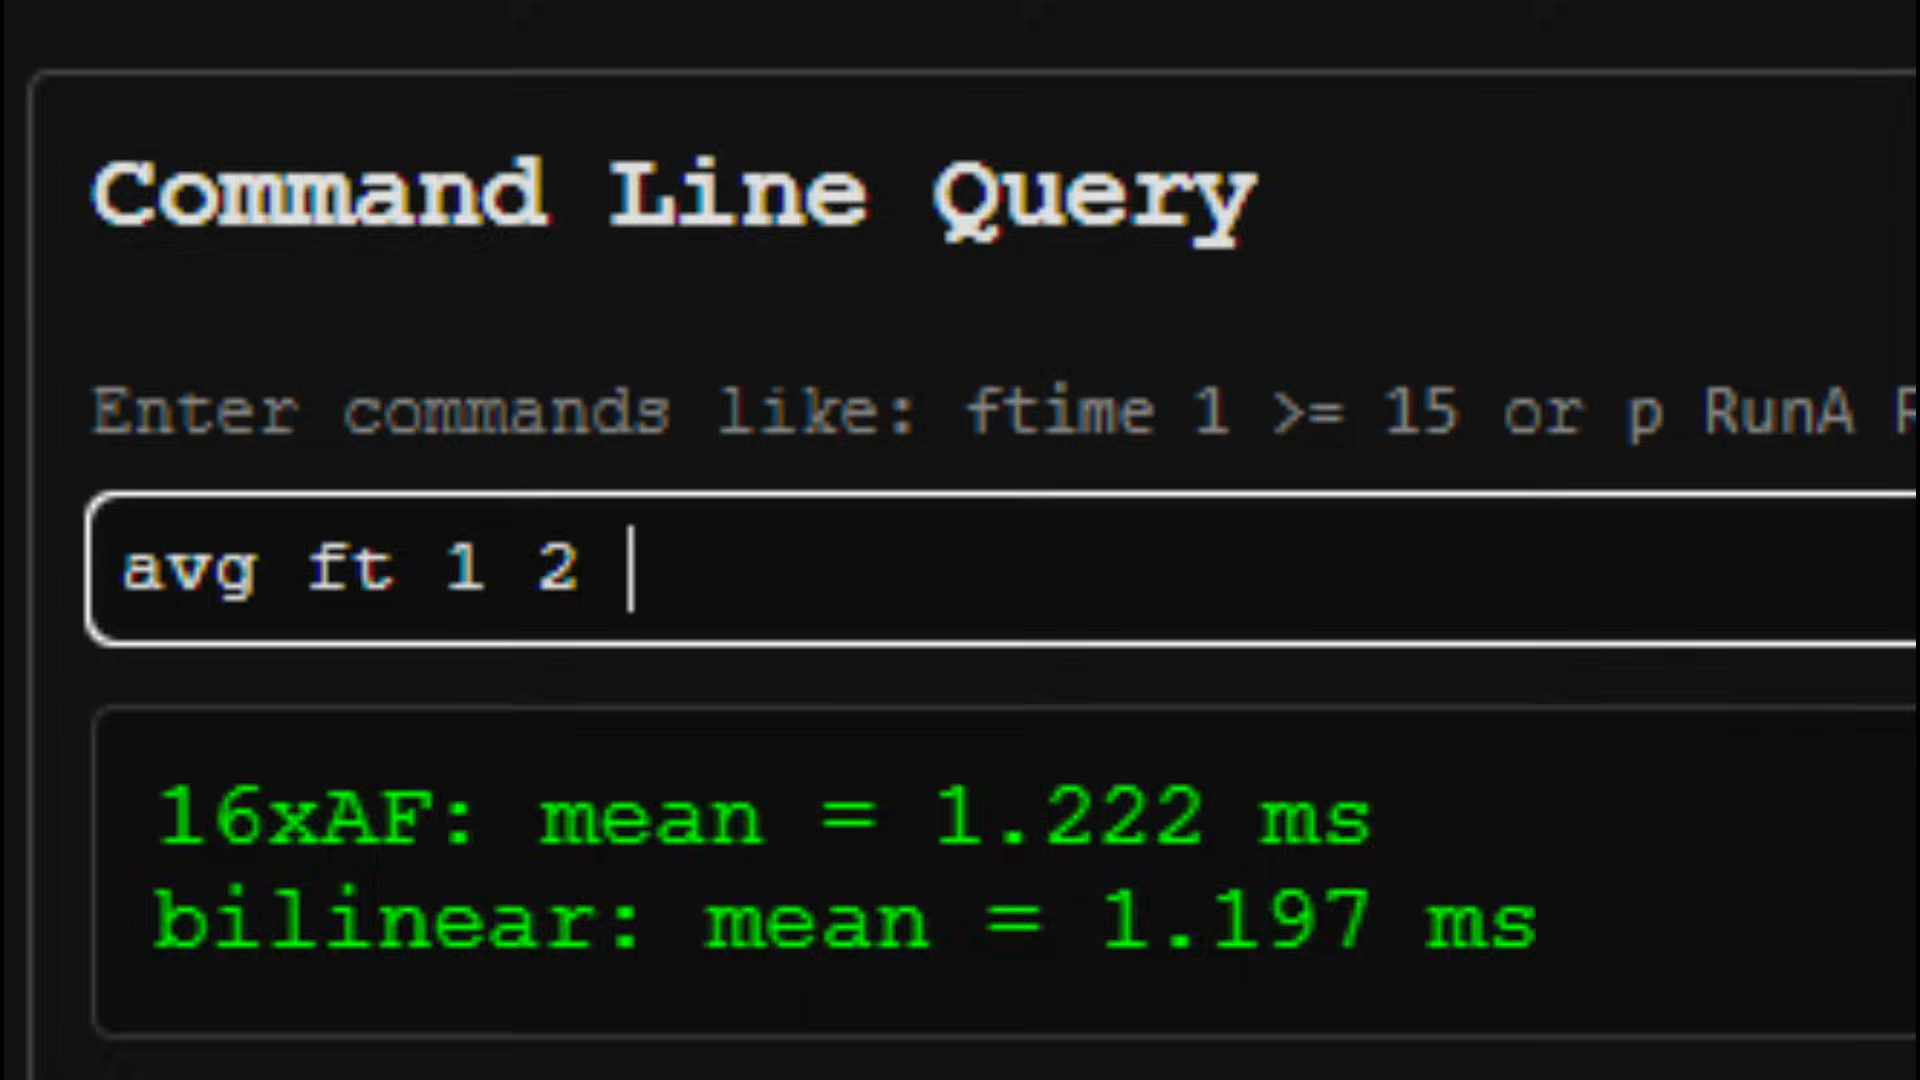 Command Line Query
Enter commands like: ftime 1 >= 15 or p RunA
avg ft 1 2
16xAF: mean = 1.222 ms
bilinear: mean = 1.197 ms